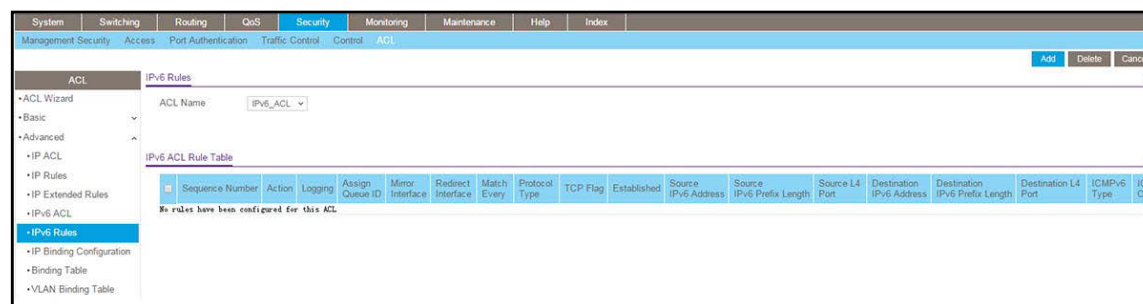 System Switching Routing QoS Security Monitoring Maintenance Help Index
Management Security Access Port Authentication Traffic Control Control ACL
Add Delete Cance
ACL
•ACL Wizard
•Basic
•Advanced
•IP ACL
•IP Rules
•IP Extended Rules
•IPv6 ACL
•IPv6 Rules
•IP Binding Configuration
•Binding Table
•VLAN Binding Table
IPv6 Rules
ACL Name IPv6_ACL
IPv6 ACL Rule Table
Sequence Number Action Logging Assign Queue ID Mirror Interface Redirect Interface Match Every Protocol Type TCP Flag Established Source IPv6 Address Source IPv6 Prefix Length Source L4 Port Destination IPv6 Address Destination IPv6 Prefix Length Destination L4 Port ICMPv6 Type
No rules have been configured for this ACL